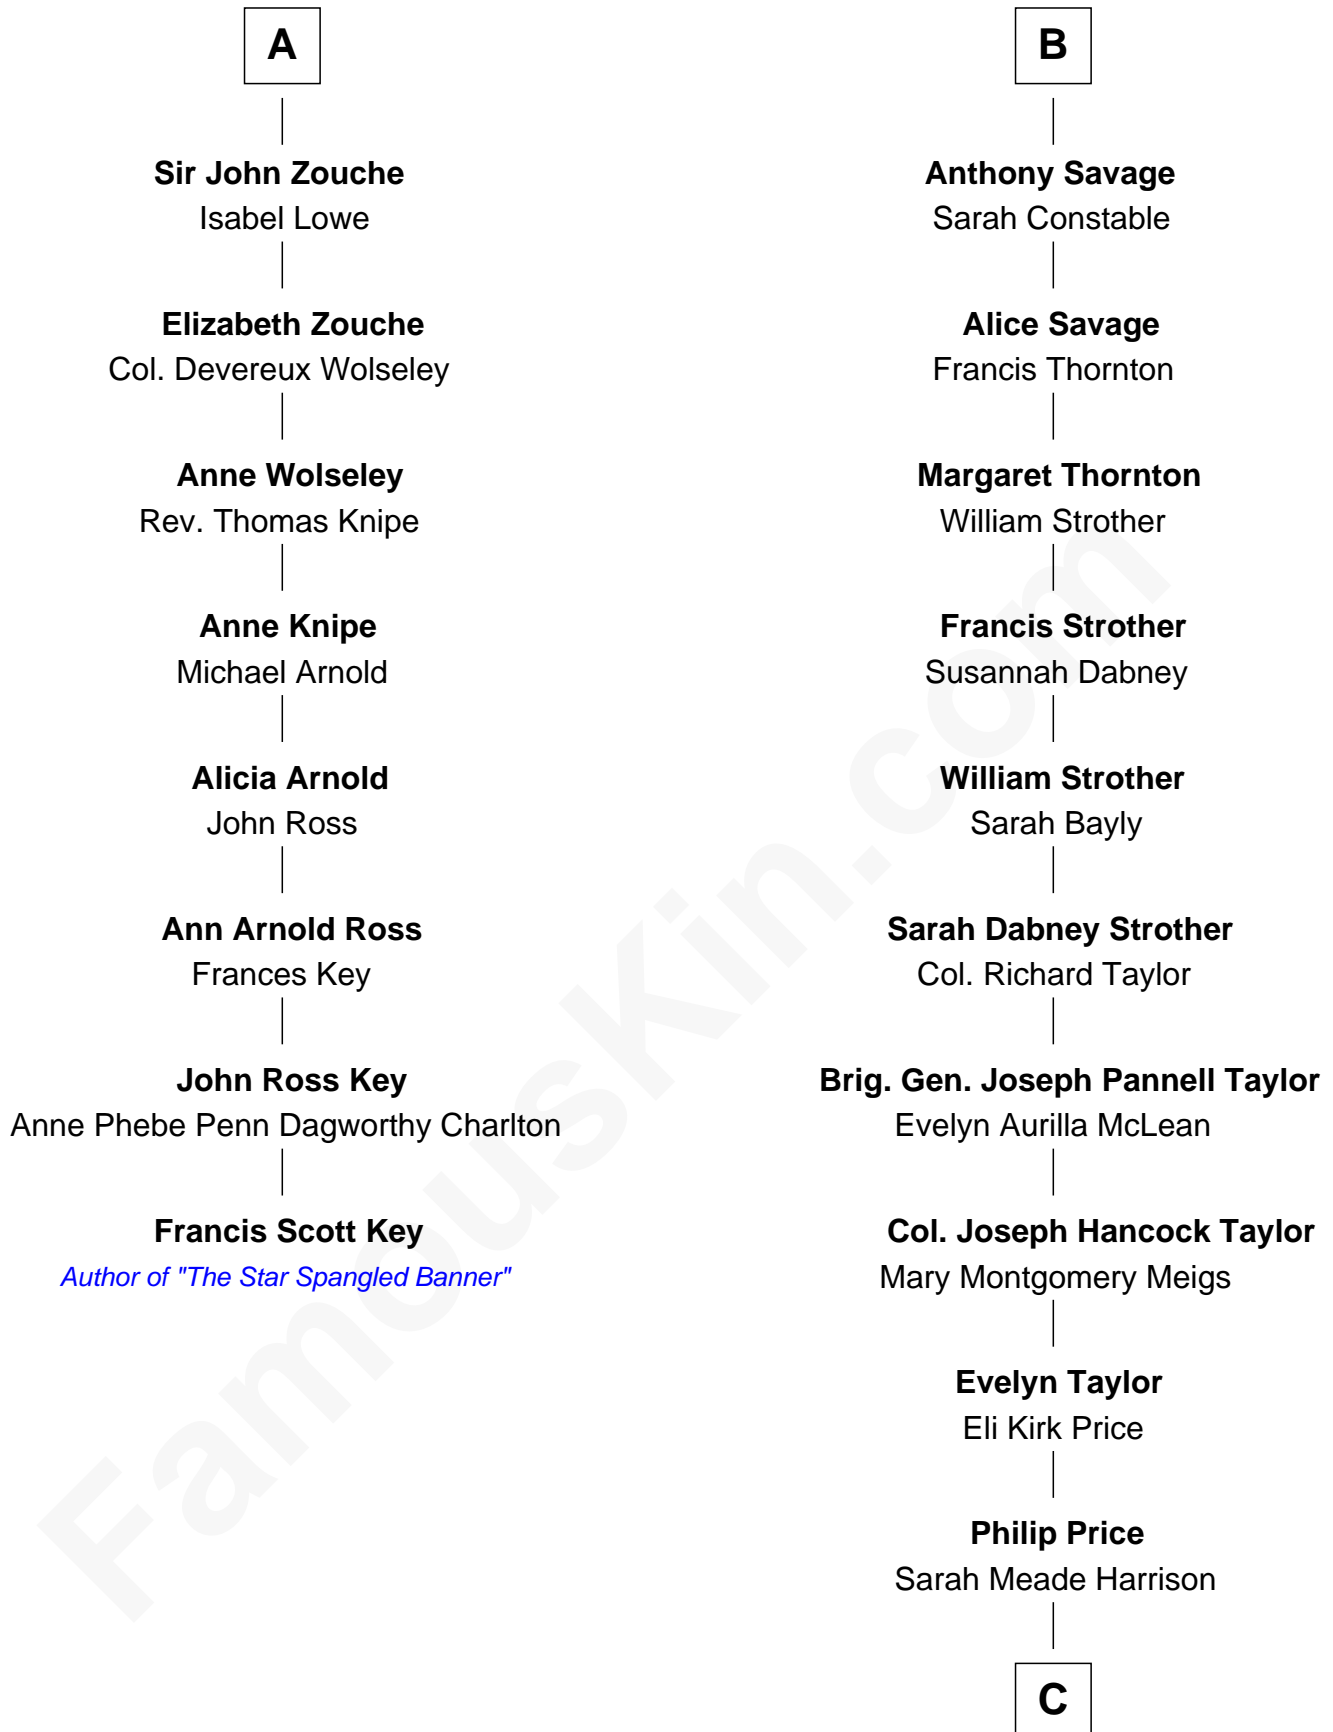 A
Sir John Zouche
Isabel Lowe
Elizabeth Zouche
Col. Devereux Wolseley
Anne Wolseley
Rev. Thomas Knipe
Anne Knipe
Michael Arnold
Alicia Arnold
John Ross
Ann Arnold Ross
Frances Key
John Ross Key
Anne Phebe Penn Dagworthy Charlton
Francis Scott Key
Author of "The Star Spangled Banner"
B
Anthony Savage
Sarah Constable
Alice Savage
Francis Thornton
Margaret Thornton
William Strother
Francis Strother
Susannah Dabney
William Strother
Sarah Bayly
Sarah Dabney Strother
Col. Richard Taylor
Brig. Gen. Joseph Pannell Taylor
Evelyn Aurilla McLean
Col. Joseph Hancock Taylor
Mary Montgomery Meigs
Evelyn Taylor
Eli Kirk Price
Philip Price
Sarah Meade Harrison
C
FamousKin.com